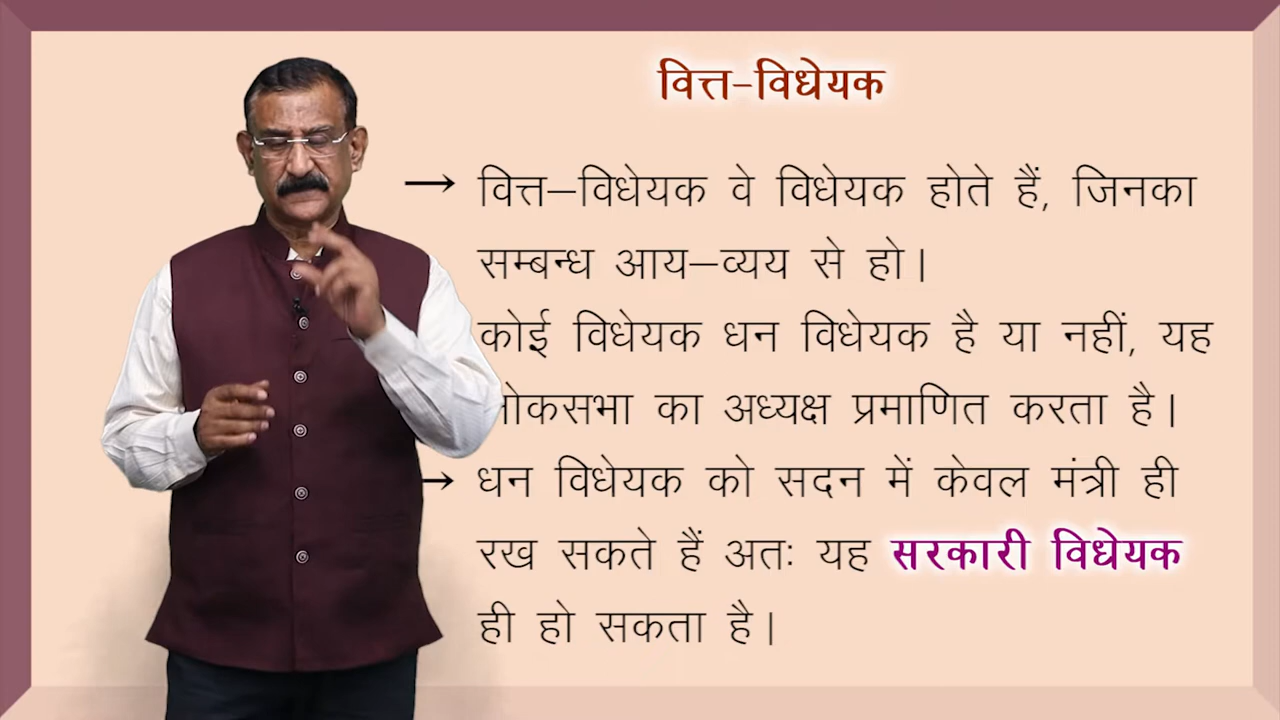 वित्त-विधेयक
→ वित्त–विधेयक वे विधेयक होते हैं, जिनका
सम्बन्ध आय–व्यय से हो।
कोई विधेयक धन विधेयक है या नहीं, यह
का अध्यक्ष प्रमाणित करता है।
→ धन विधेयक को सदन में केवल मंत्री ही
रख सकते हैं अतः यह सरकारी विधेयक
ही हो सकता है।